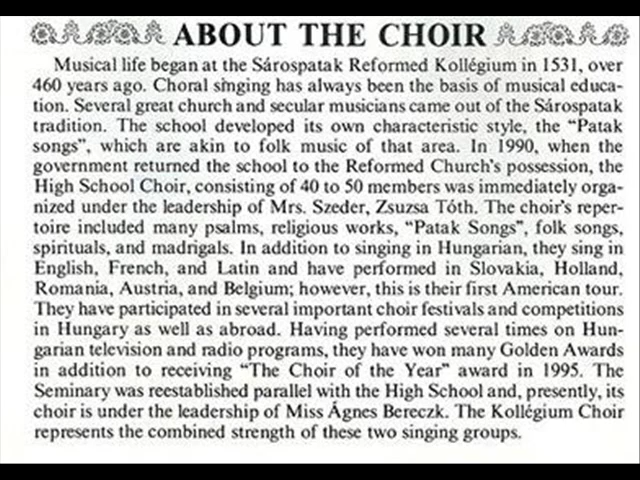 ABOUT THE CHOIR
Musical life began at the Sárospatak Reformed Kollégium in 1531, over
460 years ago. Choral singing has always been the basis of musical educa-
tion. Several great church and secular musicians came out of the Sárospatak
tradition. The school developed its own characteristic style, the “Patak
songs”, which are akin to folk music of that area. In 1990, when the
government returned the school to the Reformed Church's possession, the
High School Choir, consisting of 40 to 50 members was immediately orga-
nized under the leadership of Mrs. Szeder, Zsuzsa Tóth. The choir's reper-
toire included many psalms, religious works, “Patak Songs”, folk songs,
spirituals, and madrigals. In addition to singing in Hungarian, they sing in
English, French, and Latin and have performed in Slovakia, Holland,
Romania, Austria, and Belgium; however, this is their first American tour.
They have participated in several important choir festivals and competitions
in Hungary as well as abroad. Having performed several times on Hun-
garian television and radio programs, they have won many Golden Awards
in addition to receiving “The Choir of the Year” award in 1995. The
Seminary was reestablished parallel with the High School and, presently, its
choir is under the leadership of Miss Ágnes Bereczk. The Kollégium Choir
represents the combined strength of these two singing groups.